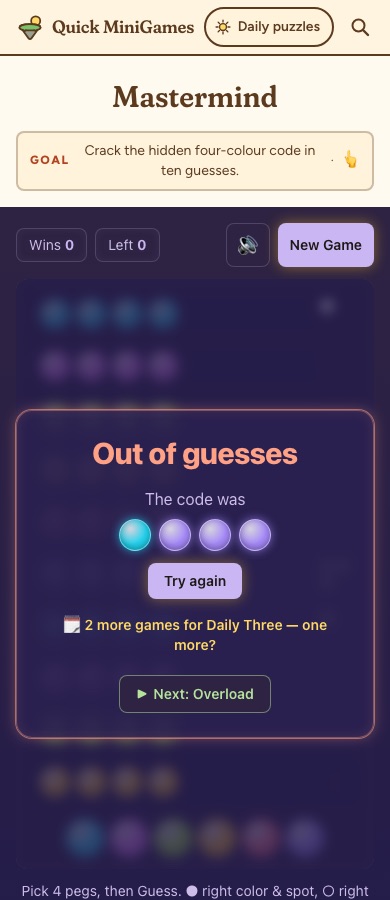 Quick MiniGames
Daily puzzles
Mastermind
GOAL
Crack the hidden four-colour code in
ten guesses.
·
Wins 0
Left 0
New Game
Out of guesses
The code was
Try again
2 more games for Daily Three — one
more?
Next: Overload
Pick 4 pegs, then Guess. ● right color & spot, ○ right